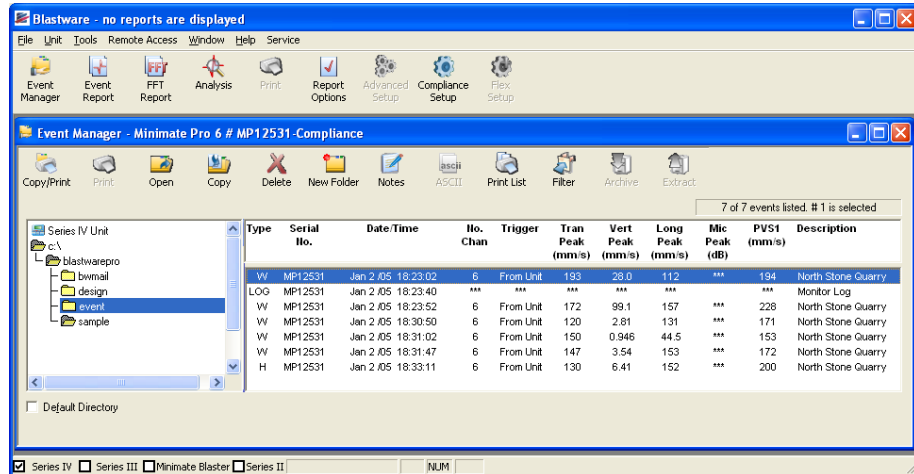 Blastware - no reports are displayed
File Unit Tools Remote Access Window Help Service
Event Manager Event Report FFT Report Analysis Print Report Options Advanced Setup Compliance Setup Flex Setup
Event Manager - Minimate Pro 6 # MP12531-Compliance
Copy/Print Print Open Copy Delete New Folder Notes ascii ASCII Print List Filter Archive Extract
7 of 7 events listed. # 1 is selected
Series IV Unit
c:\
blastwarepro
bwmail
design
event
sample
Type Serial No. Date/Time No. Chan Trigger Tran Peak (mm/s) Vert Peak (mm/s) Long Peak (mm/s) Mic Peak (dB) PVS1 (mm/s) Description
W MP12531 Jan 2 /05 18:23:02 6 From Unit 193 28.0 112 *** 194 North Stone Quarry
LOG MP12531 Jan 2 /05 18:23:40 *** *** *** *** *** *** *** Monitor Log
W MP12531 Jan 2 /05 18:23:52 6 From Unit 172 99.1 157 *** 228 North Stone Quarry
W MP12531 Jan 2 /05 18:30:50 6 From Unit 120 2.81 131 *** 171 North Stone Quarry
W MP12531 Jan 2 /05 18:31:02 6 From Unit 150 0.946 44.5 *** 153 North Stone Quarry
W MP12531 Jan 2 /05 18:31:47 6 From Unit 147 3.54 153 *** 172 North Stone Quarry
H MP12531 Jan 2 /05 18:33:11 6 From Unit 130 6.41 152 *** 200 North Stone Quarry
Default Directory
Series IV Series III Minimate Blaster Series II NUM